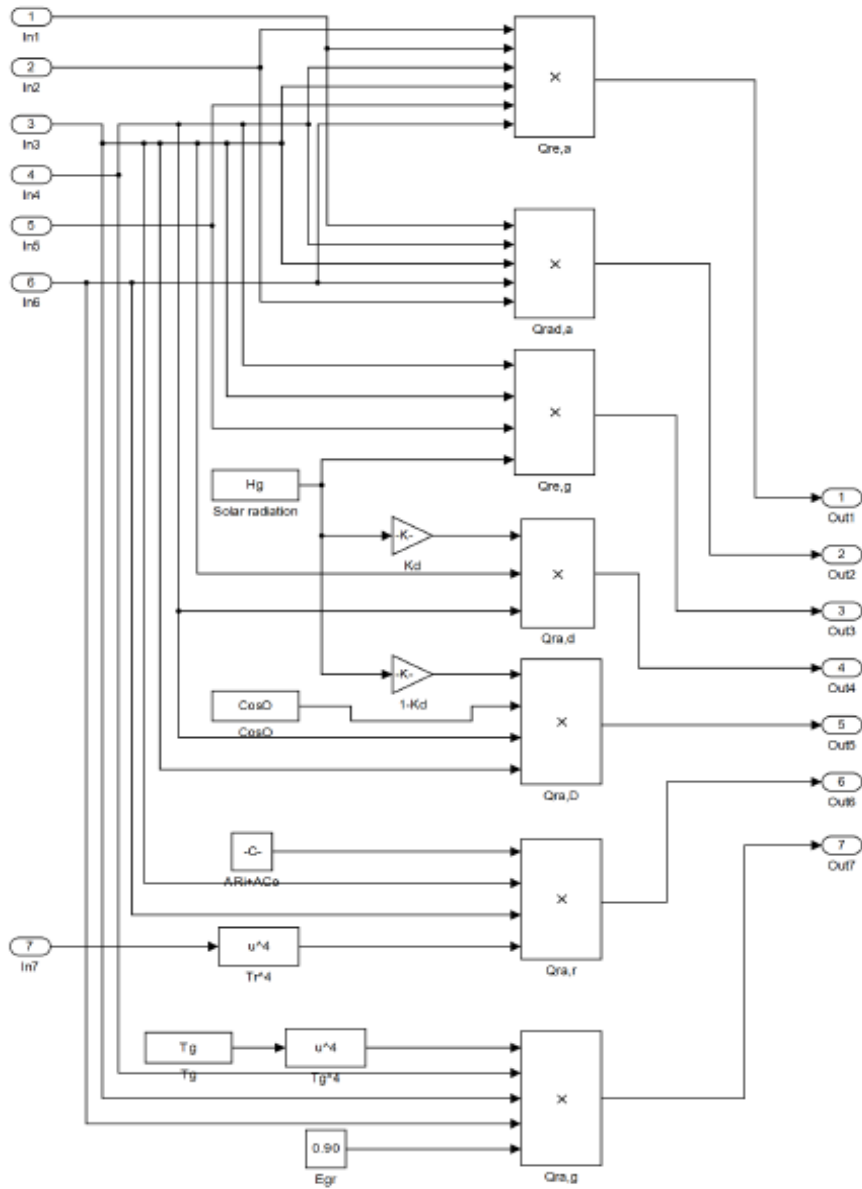 1
In1
2
In2
3
In3
4
In4
5
In5
6
In6
×
Qre,a
×
Qrad,a
×
Qre,g
Hg
Solar radiation
-K-
Kd
×
Qra,d
-K-
1-Kd
CosO
CosO
×
Qra,D
-C-
ARi+ACo
×
Qra,r
7
In7
u^4
Tr^4
Tg
Tg
u^4
Tg^4
0.90
Egr
×
Qra,g
1
Out1
2
Out2
3
Out3
4
Out4
5
Out5
6
Out6
7
Out7